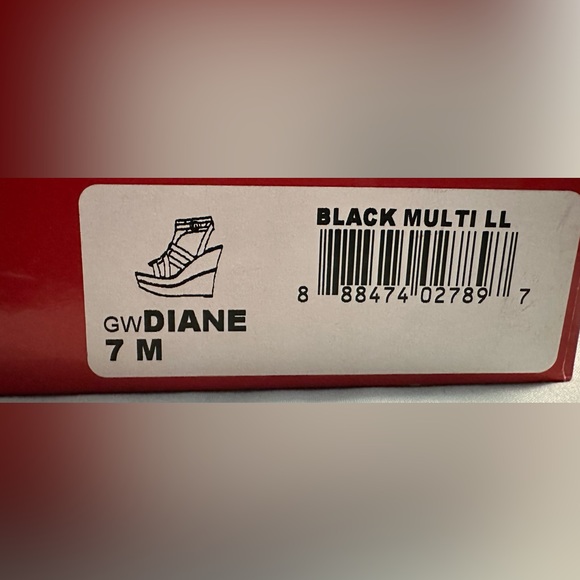 BLACK MULTI LL
8 88474 02789 7
GWDIANE
7 M